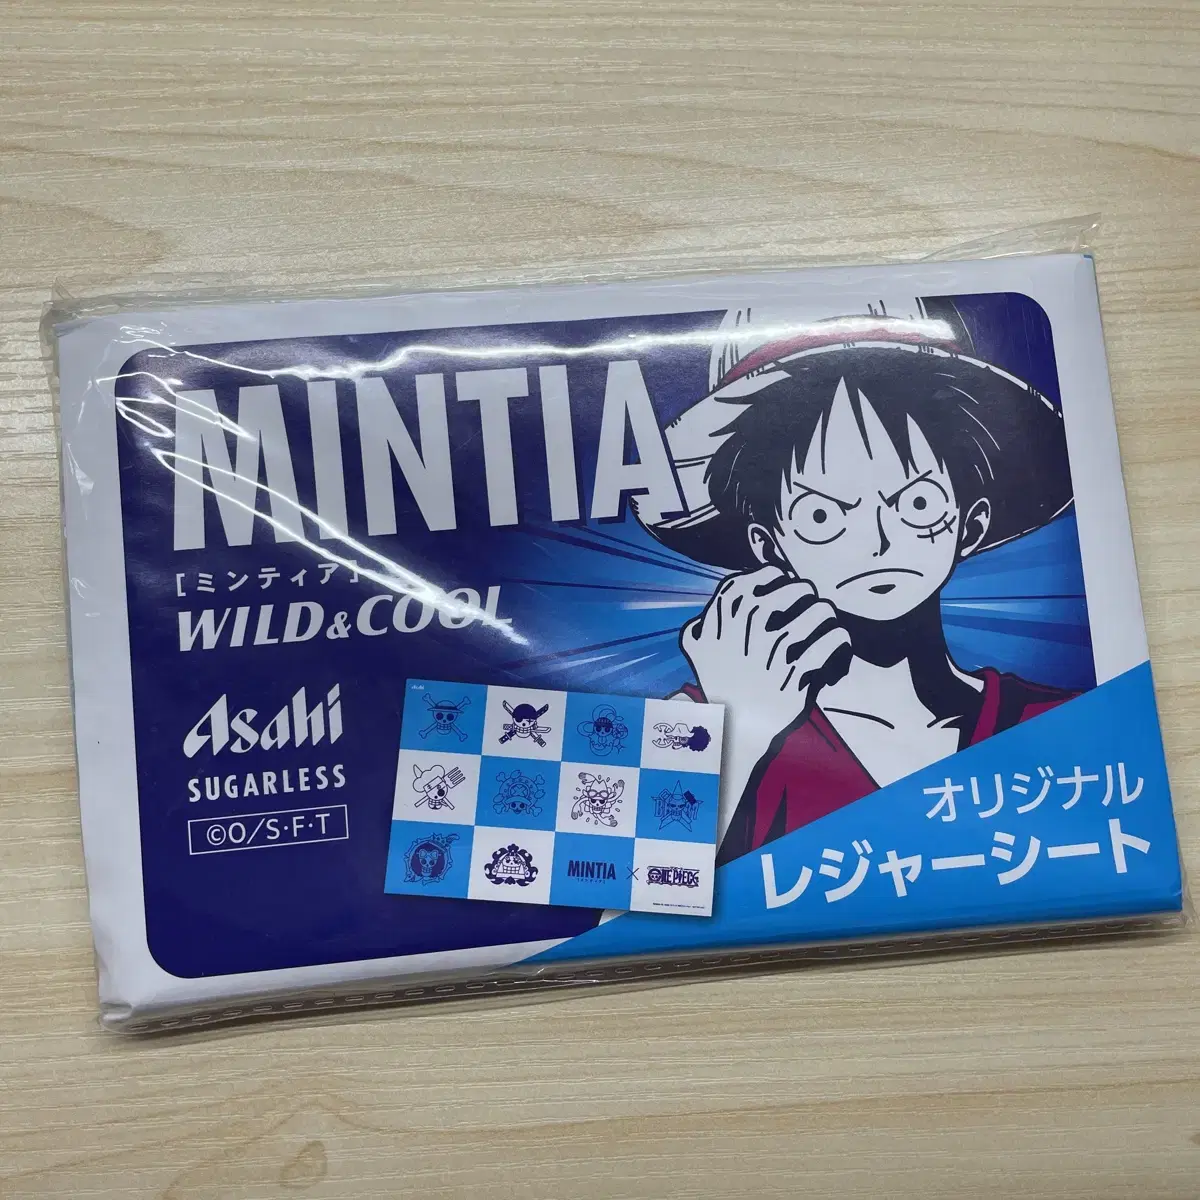 MINTIA
[ミンティア]
WILD&COOL
Asahi
SUGARLESS
©O/S・F・T
Asahi
MINTIA
×
ONE PIECE
オリジナル
レジャーシート